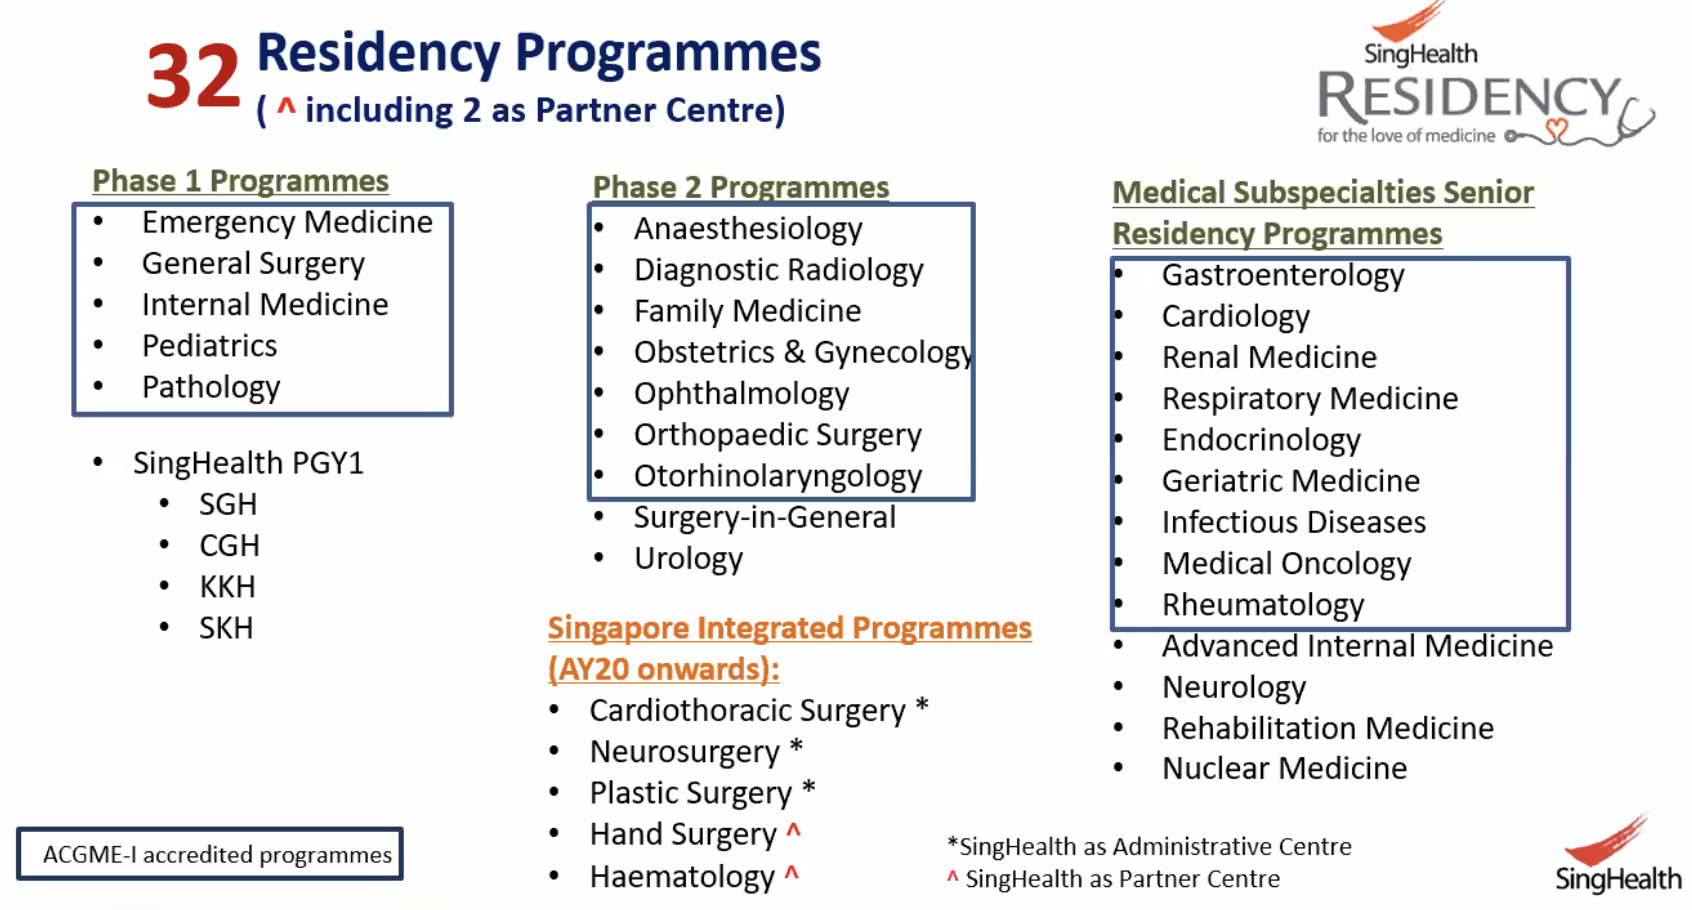 32 Residency Programmes
( ^ including 2 as Partner Centre)
SingHealth
RESIDENCY
for the love of medicine
Phase 1 Programmes
• Emergency Medicine
• General Surgery
• Internal Medicine
• Pediatrics
• Pathology
• SingHealth PGY1
• SGH
• CGH
• KKH
• SKH
Phase 2 Programmes
• Anaesthesiology
• Diagnostic Radiology
• Family Medicine
• Obstetrics & Gynecology
• Ophthalmology
• Orthopaedic Surgery
• Otorhinolaryngology
• Surgery-in-General
• Urology
Singapore Integrated Programmes
(AY20 onwards):
• Cardiothoracic Surgery *
• Neurosurgery *
• Plastic Surgery *
• Hand Surgery ^
• Haematology ^
Medical Subspecialties Senior
Residency Programmes
• Gastroenterology
• Cardiology
• Renal Medicine
• Respiratory Medicine
• Endocrinology
• Geriatric Medicine
• Infectious Diseases
• Medical Oncology
• Rheumatology
• Advanced Internal Medicine
• Neurology
• Rehabilitation Medicine
• Nuclear Medicine
ACGME-I accredited programmes
*SingHealth as Administrative Centre
^ SingHealth as Partner Centre
SingHealth